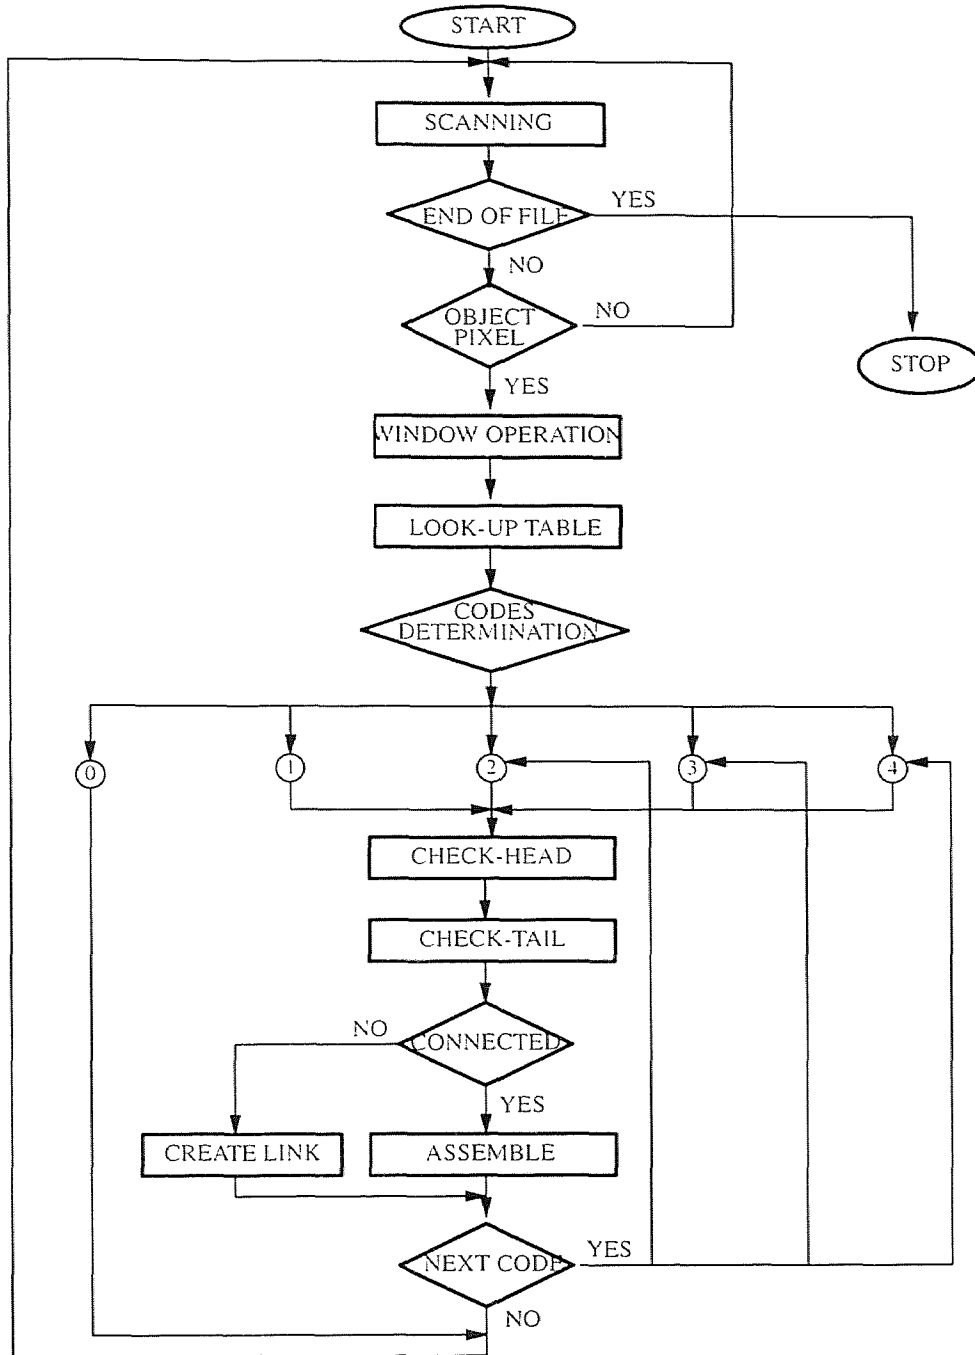 START
SCANNING
END OF FILE
YES
NO
OBJECT
PIXEL
NO
STOP
YES
WINDOW OPERATION
LOOK-UP TABLE
CODES
DETERMINATION
0
1
2
3
4
CHECK-HEAD
CHECK-TAIL
NO
CONNECTED
YES
CREATE LINK
ASSEMBLE
NEXT CODE
YES
NO